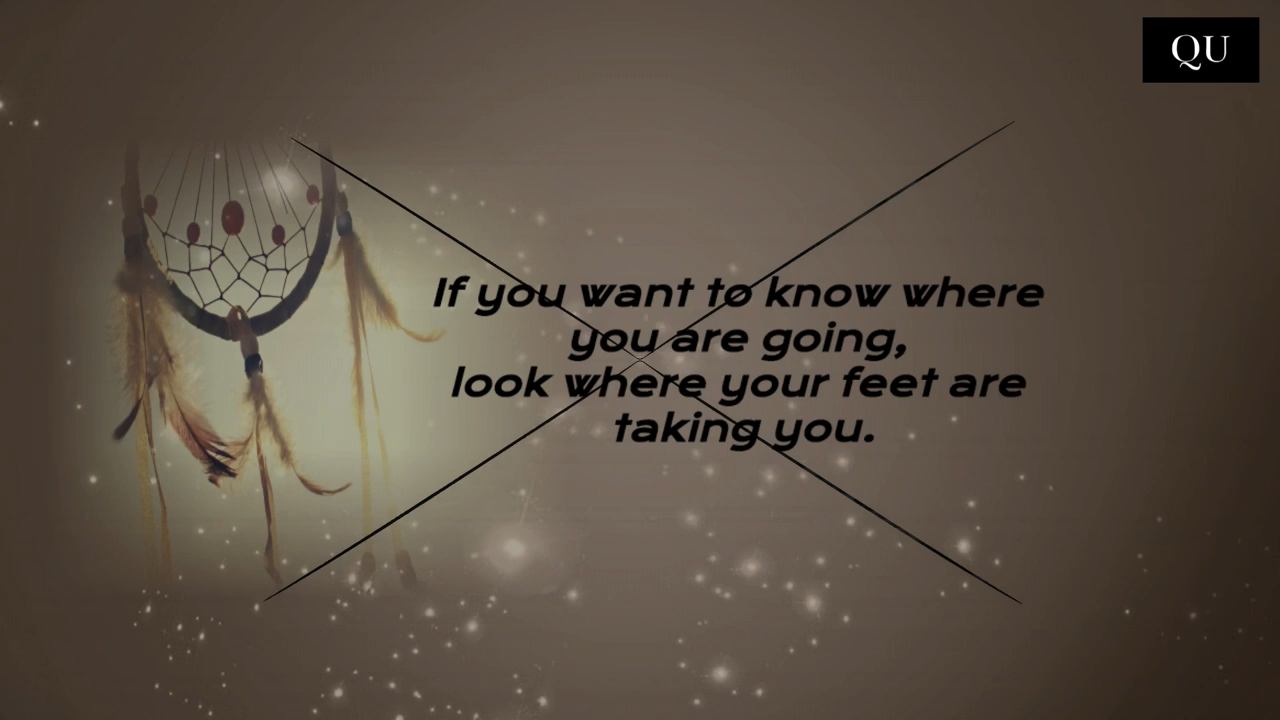 QU
If you want to know where
you are going,
look where your feet are
taking you.